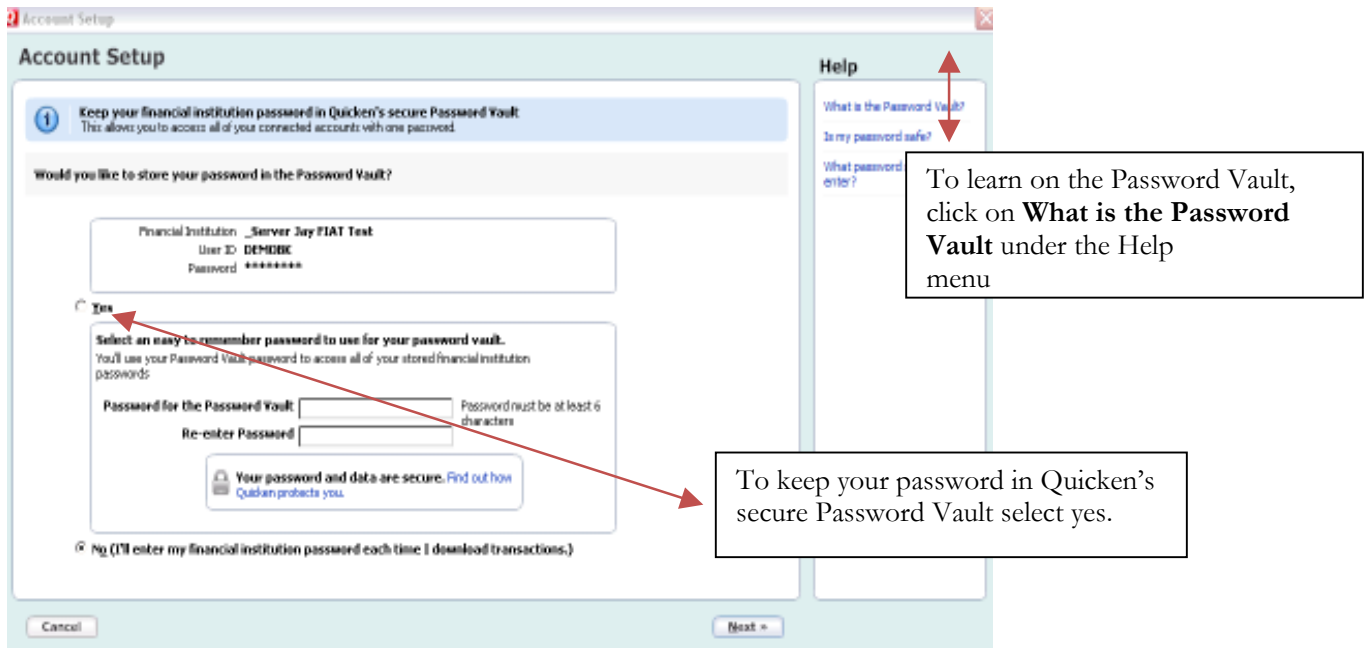 Account Setup
Account Setup
Help
Keep your financial institution password in Quicken's secure Password Vault
This allows you to access all of your connected accounts with one password.
What is the Password Vault?
Is my password safe?
What password
enter?
Would you like to store your password in the Password Vault?
To learn on the Password Vault,
click on What is the Password
Vault under the Help
menu
Financial Institution _Server Jay FIAT Test
User ID DEMOBK
Password ********
Yes
Select an easy to remember password to use for your password vault.
You'll use your Password Vault password to access all of your stored financial institution
passwords
Password for the Password Vault
Password must be at least 6
characters
Re-enter Password
Your password and data are secure. Find out how
Quicken protects you.
To keep your password in Quicken's
secure Password Vault select yes.
No (I'll enter my financial institution password each time I download transactions.)
Cancel
Next »